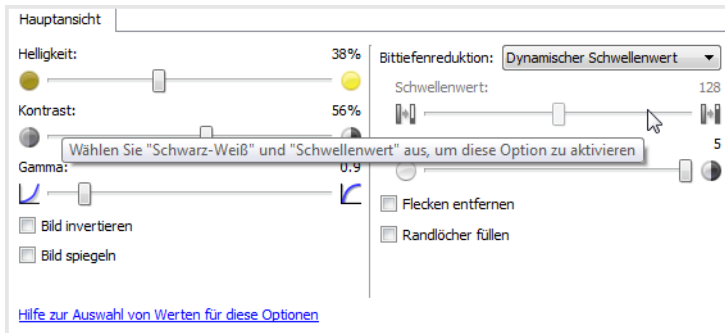 Hauptansicht
Helligkeit: 38%
Kontrast: 56%
Wählen Sie "Schwarz-Weiß" und "Schwellenwert" aus, um diese Option zu aktivieren
Gamma: 0.9
Bild invertieren
Bild spiegeln
Bittiefenreduktion: Dynamischer Schwellenwert
Schwellenwert: 128
5
Flecken entfernen
Randlöcher füllen
Hilfe zur Auswahl von Werten für diese Optionen